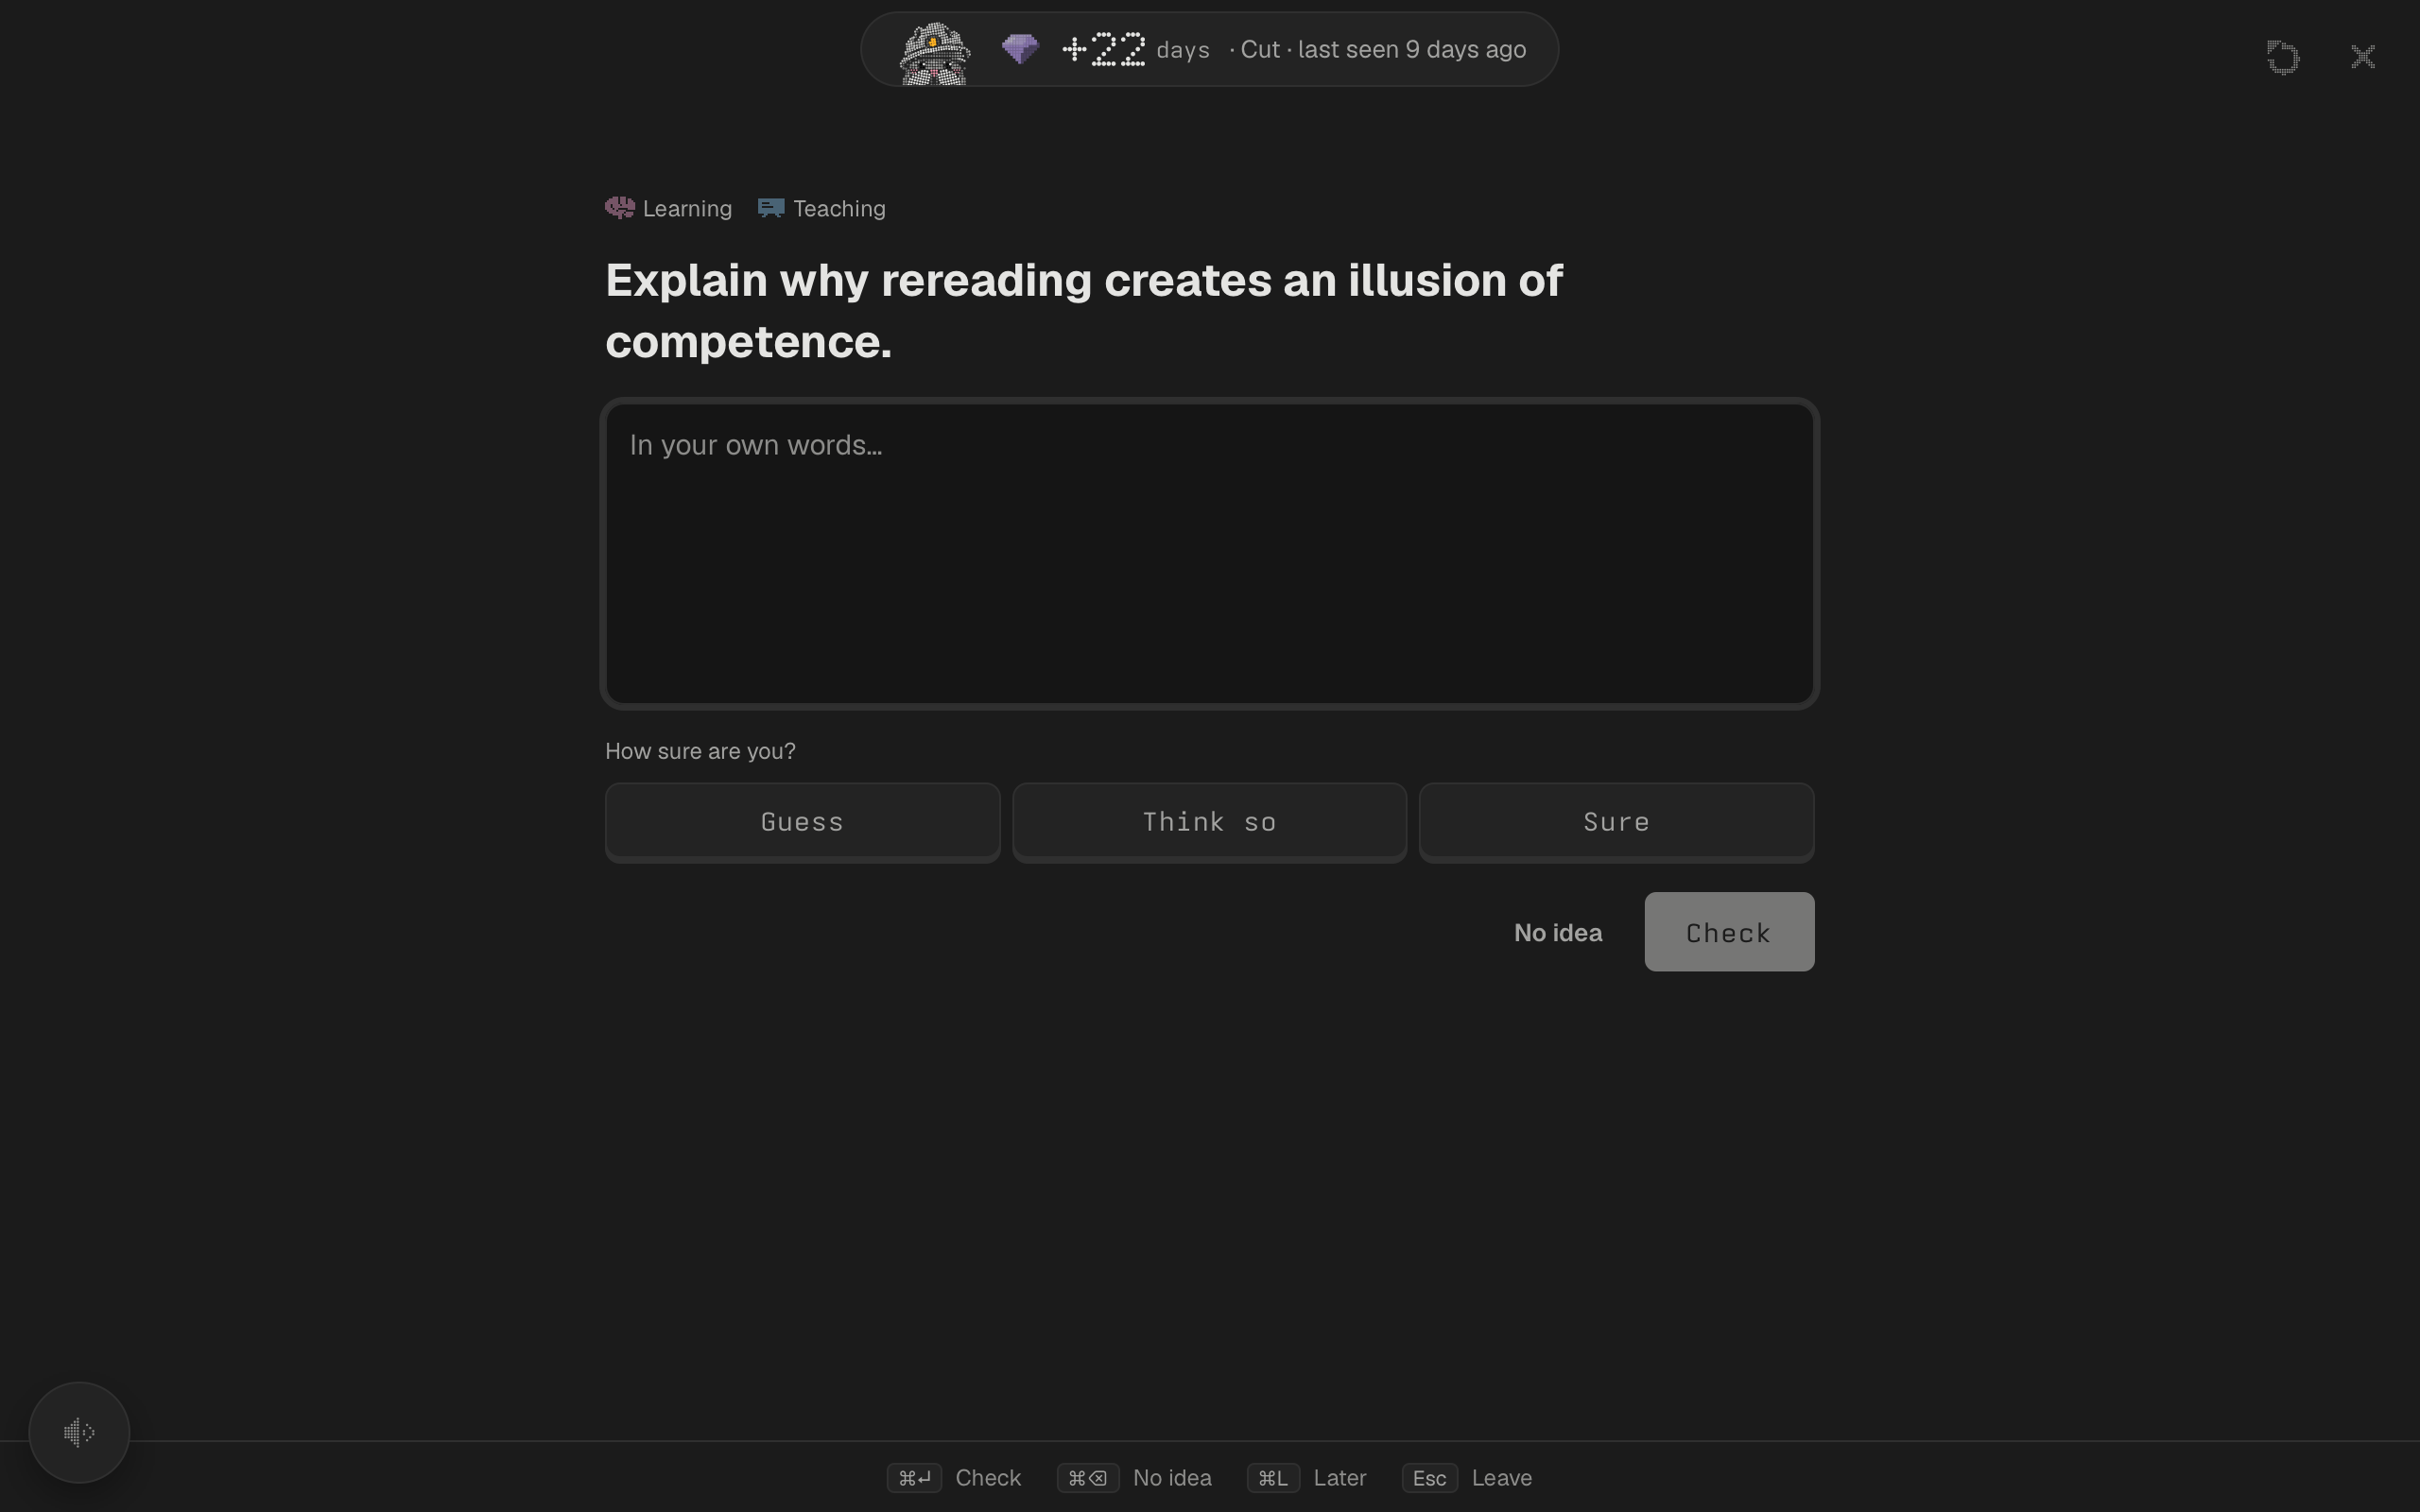 +22 days · Cut · last seen 9 days ago
Learning Teaching
Explain why rereading creates an illusion of
competence.
In your own words…
How sure are you?
Guess Think so Sure
No idea Check
⌘↵ Check ⌘⌫ No idea ⌘L Later Esc Leave